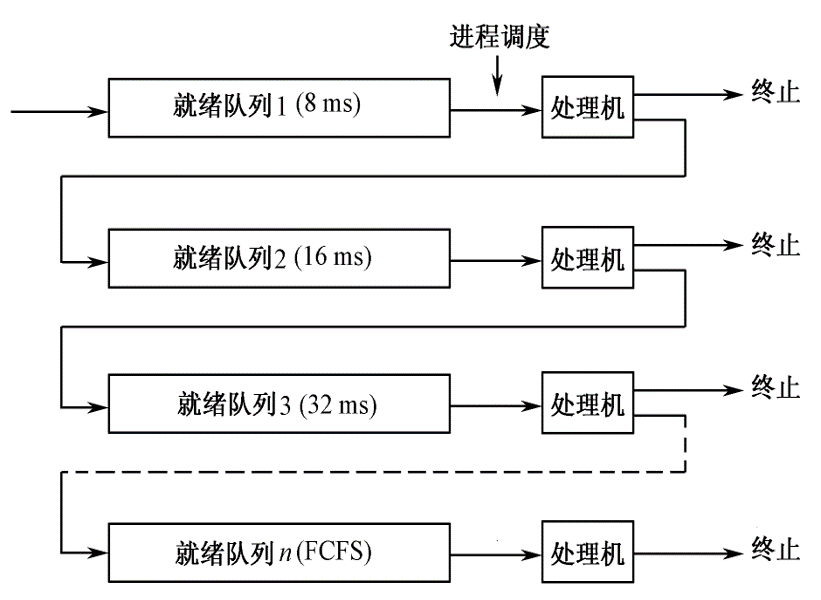 进程调度
就绪队列1 (8 ms)
处理机
终止
就绪队列2 (16 ms)
处理机
终止
就绪队列3 (32 ms)
处理机
终止
就绪队列n (FCFS)
处理机
终止